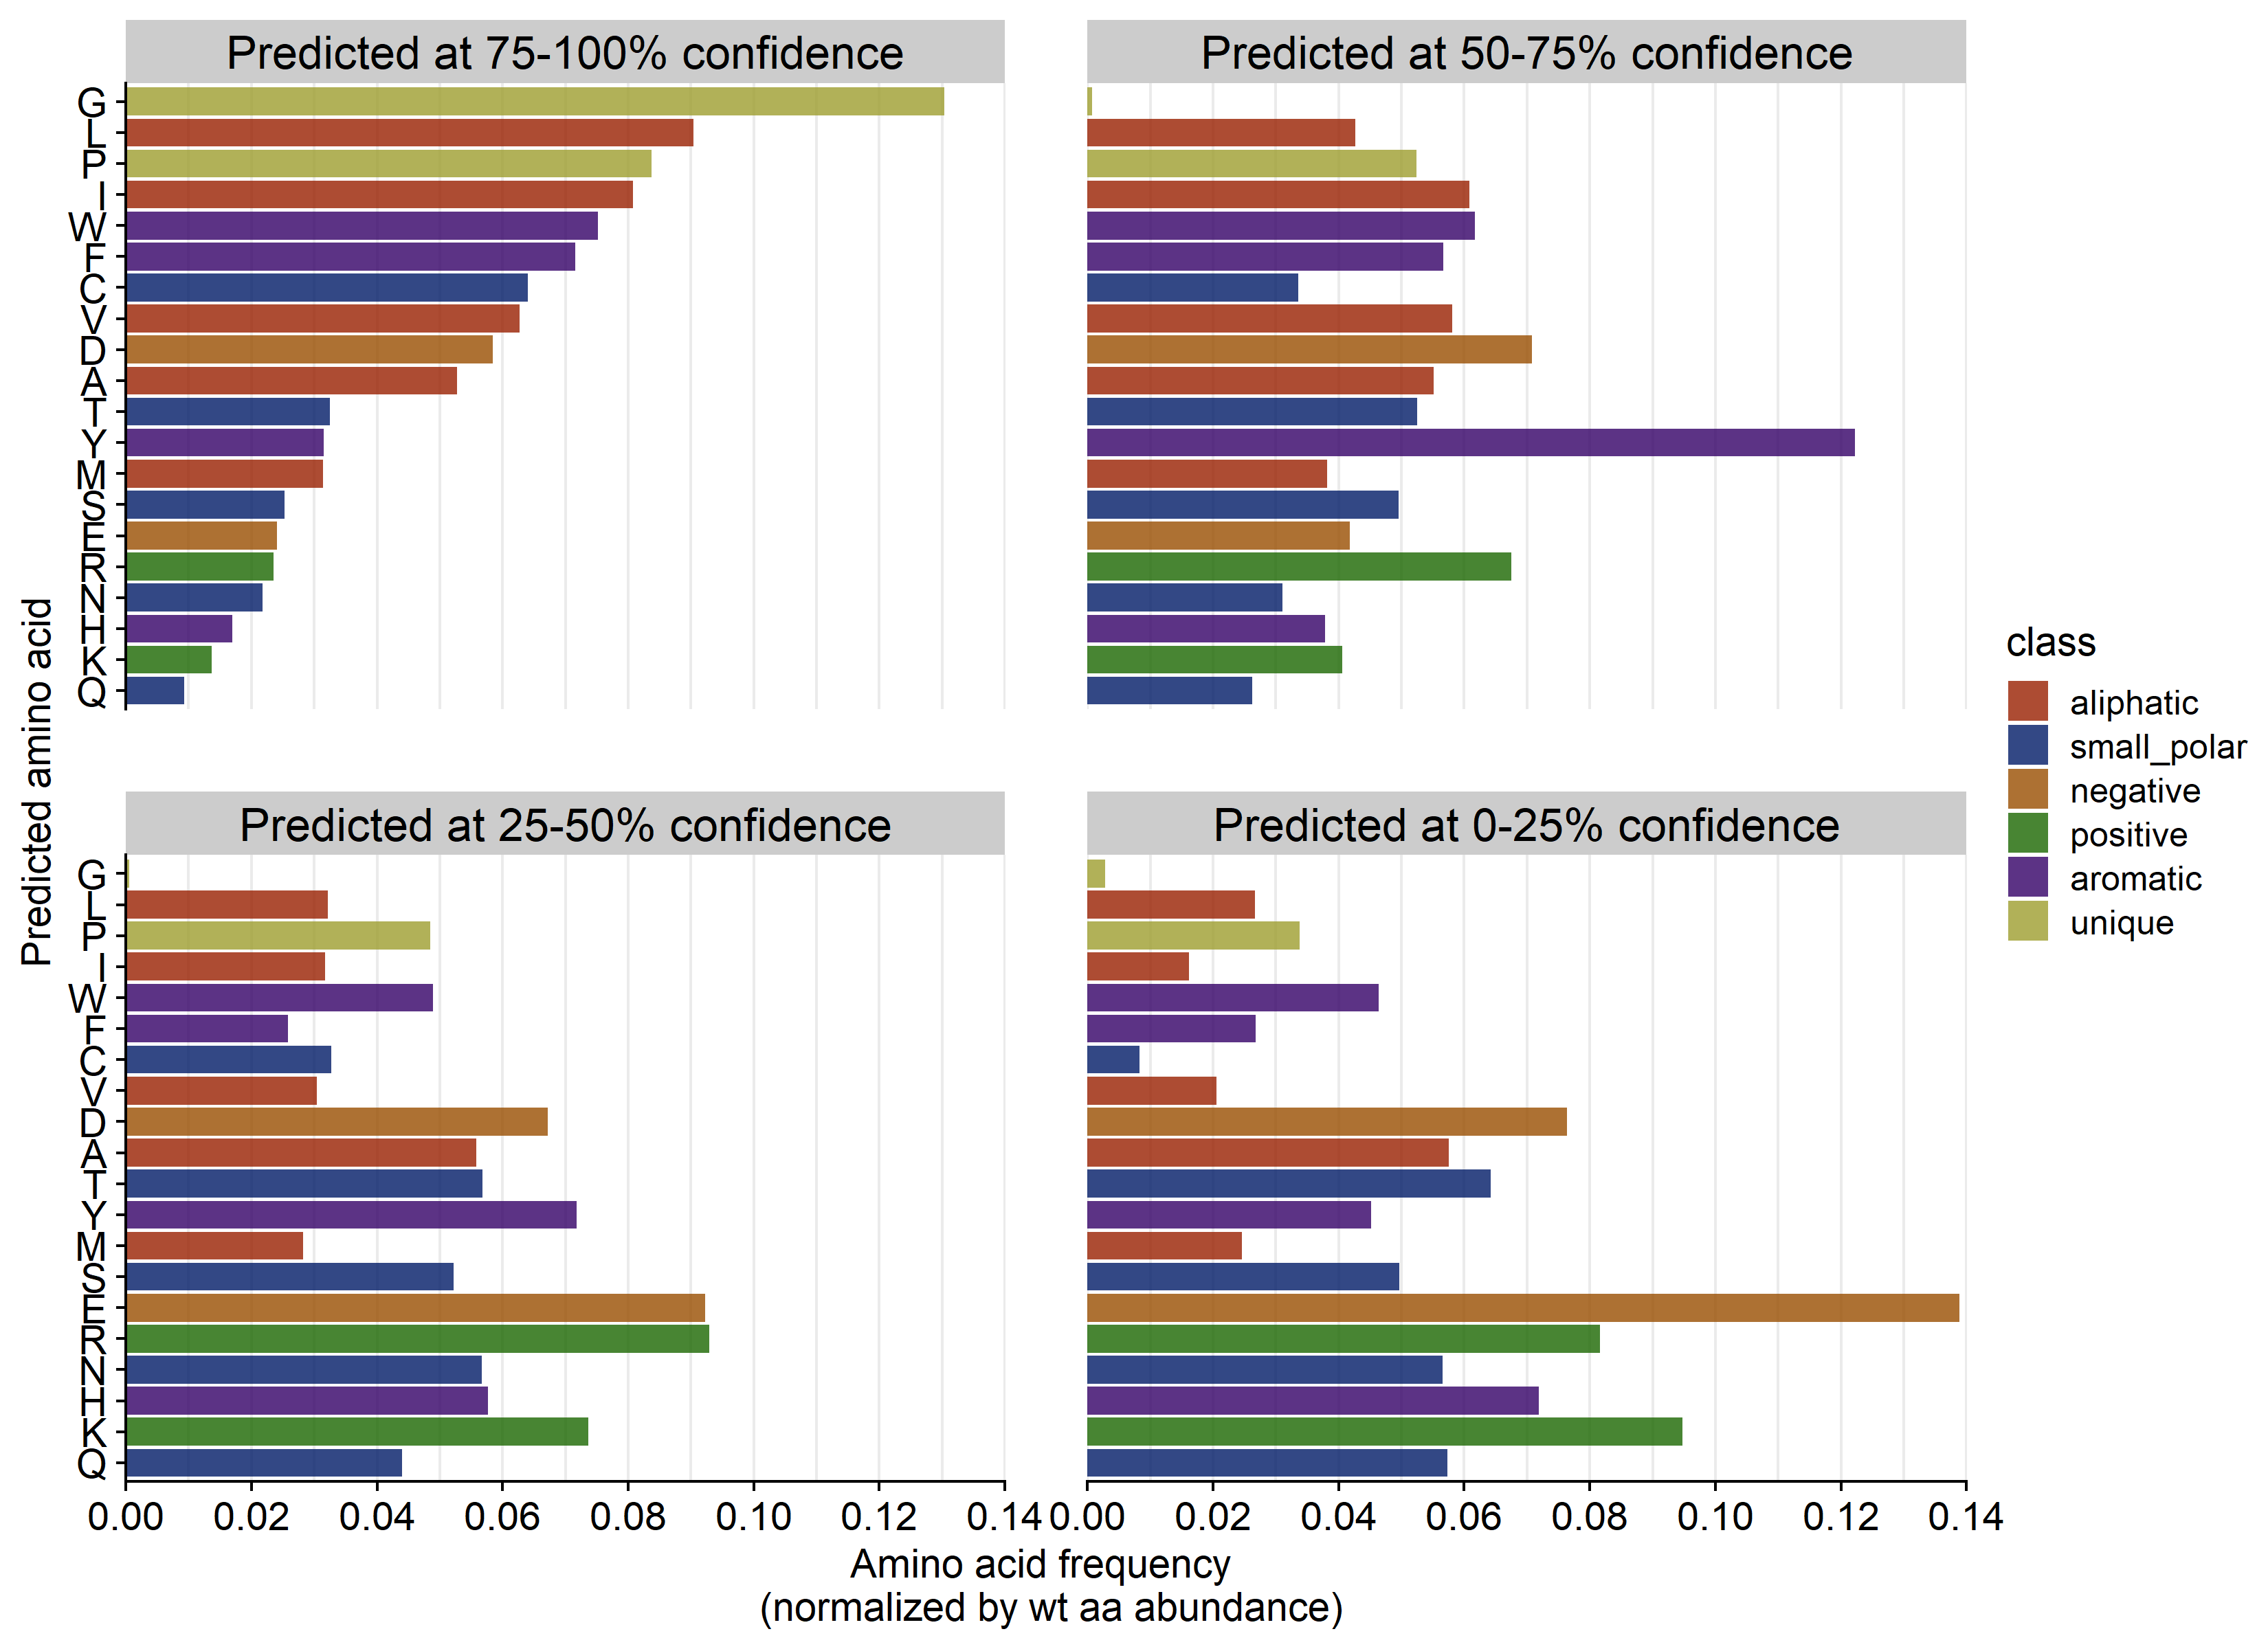 Predicted at 75-100% confidence
Predicted at 50-75% confidence
G
L
P
I
W
F
C
V
D
A
T
Y
M
S
E
R
N
H
K
Q
Predicted amino acid
Predicted at 25-50% confidence
Predicted at 0-25% confidence
G
L
P
I
W
F
C
V
D
A
T
Y
M
S
E
R
N
H
K
Q
0.00 0.02 0.04 0.06 0.08 0.10 0.12 0.14
0.00 0.02 0.04 0.06 0.08 0.10 0.12 0.14
Amino acid frequency
(normalized by wt aa abundance)
class
aliphatic
small_polar
negative
positive
aromatic
unique